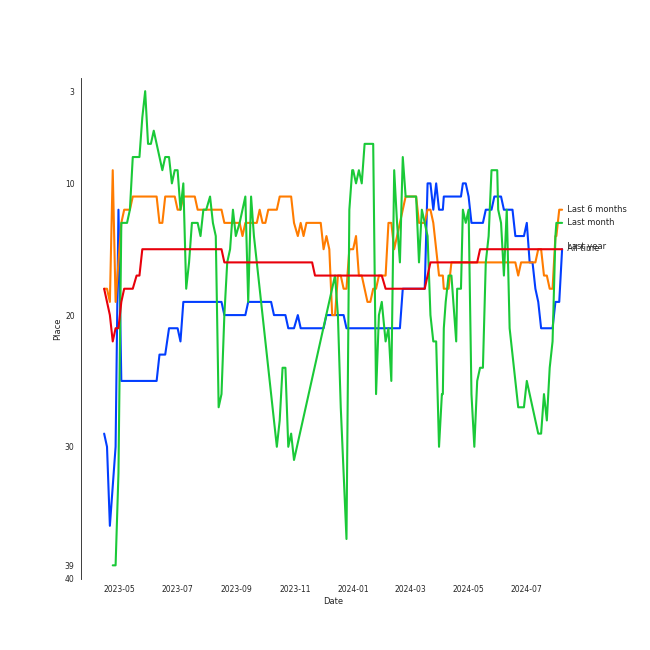 3
10
20
30
39
40
Place
2023-05
2023-07
2023-09
2023-11
2024-01
2024-03
2024-05
2024-07
Date
Last 6 months
Last month
Last year
All time